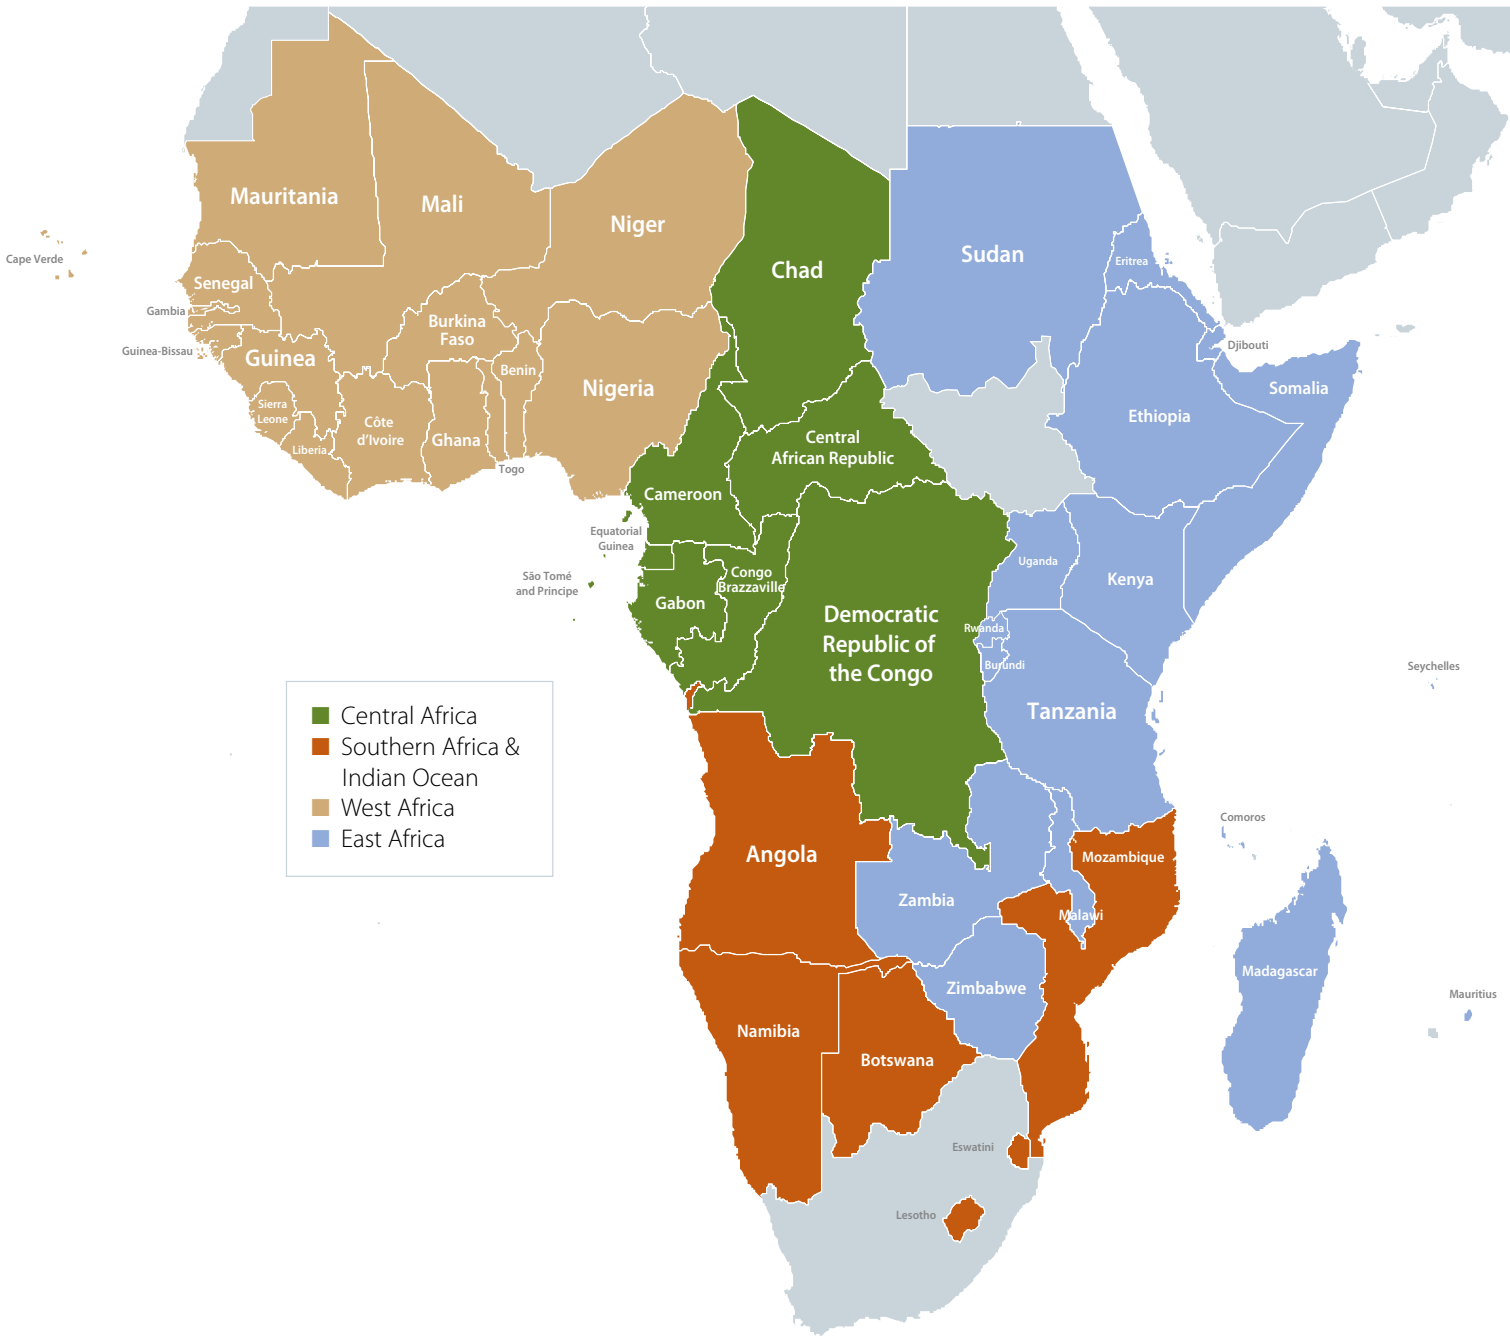 Mauritania
Mali
Niger
Chad
Sudan
Eritrea
Cape Verde
Senegal
Gambia
Guinea-Bissau
Guinea
Burkina
Faso
Benin
Nigeria
Djibouti
Somalia
Ethiopia
Sierra
Leone
Liberia
Côte
d'Ivoire
Ghana
Togo
Central
African Republic
Cameroon
Equatorial
Guinea
São Tomé
and Principe
Gabon
Congo
Brazzaville
Democratic
Republic of
the Congo
Uganda
Kenya
Rwanda
Burundi
Tanzania
Seychelles
Central Africa
Southern Africa &
Indian Ocean
West Africa
East Africa
Comoros
Angola
Zambia
Mozambique
Malawi
Madagascar
Mauritius
Zimbabwe
Namibia
Botswana
Eswatini
Lesotho